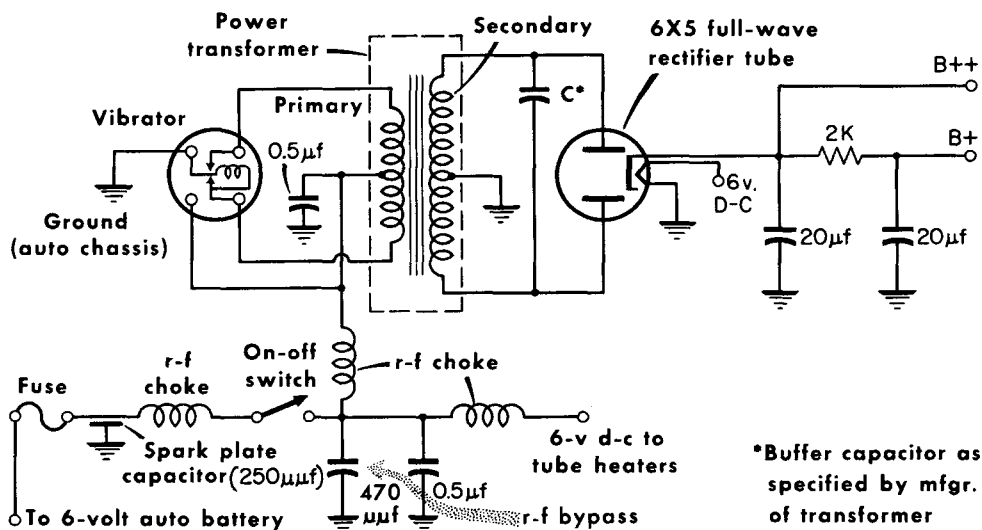 Power
transformer
Secondary
6X5 full-wave
rectifier tube
B++
Primary
C*
Vibrator
0.5μf
2K
B+
6v.
D-C
Ground
(auto chassis)
20μf
20μf
On-off
switch
r-f
choke
r-f choke
Fuse
Spark plate
capacitor (250μμf)
470
μμf
0.5μf
6-v d-c to
tube heaters
*Buffer capacitor as
specified by mfgr.
of transformer
To 6-volt auto battery
r-f bypass